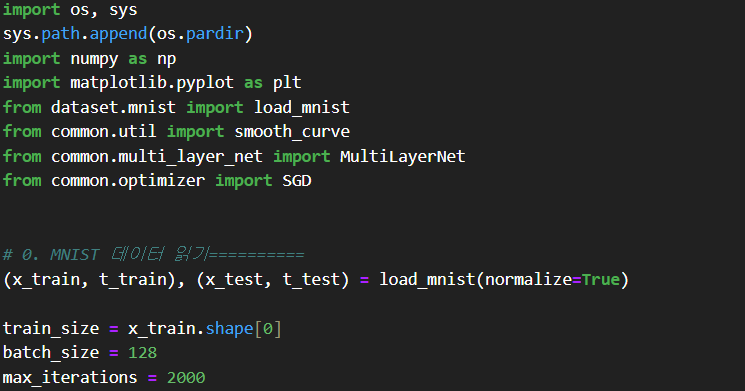 import os, sys
sys.path.append(os.pardir)
import numpy as np
import matplotlib.pyplot as plt
from dataset.mnist import load_mnist
from common.util import smooth_curve
from common.multi_layer_net import MultiLayerNet
from common.optimizer import SGD
# 0. MNIST 데이터 읽기==========
(x_train, t_train), (x_test, t_test) = load_mnist(normalize=True)
train_size = x_train.shape[0]
batch_size = 128
max_iterations = 2000